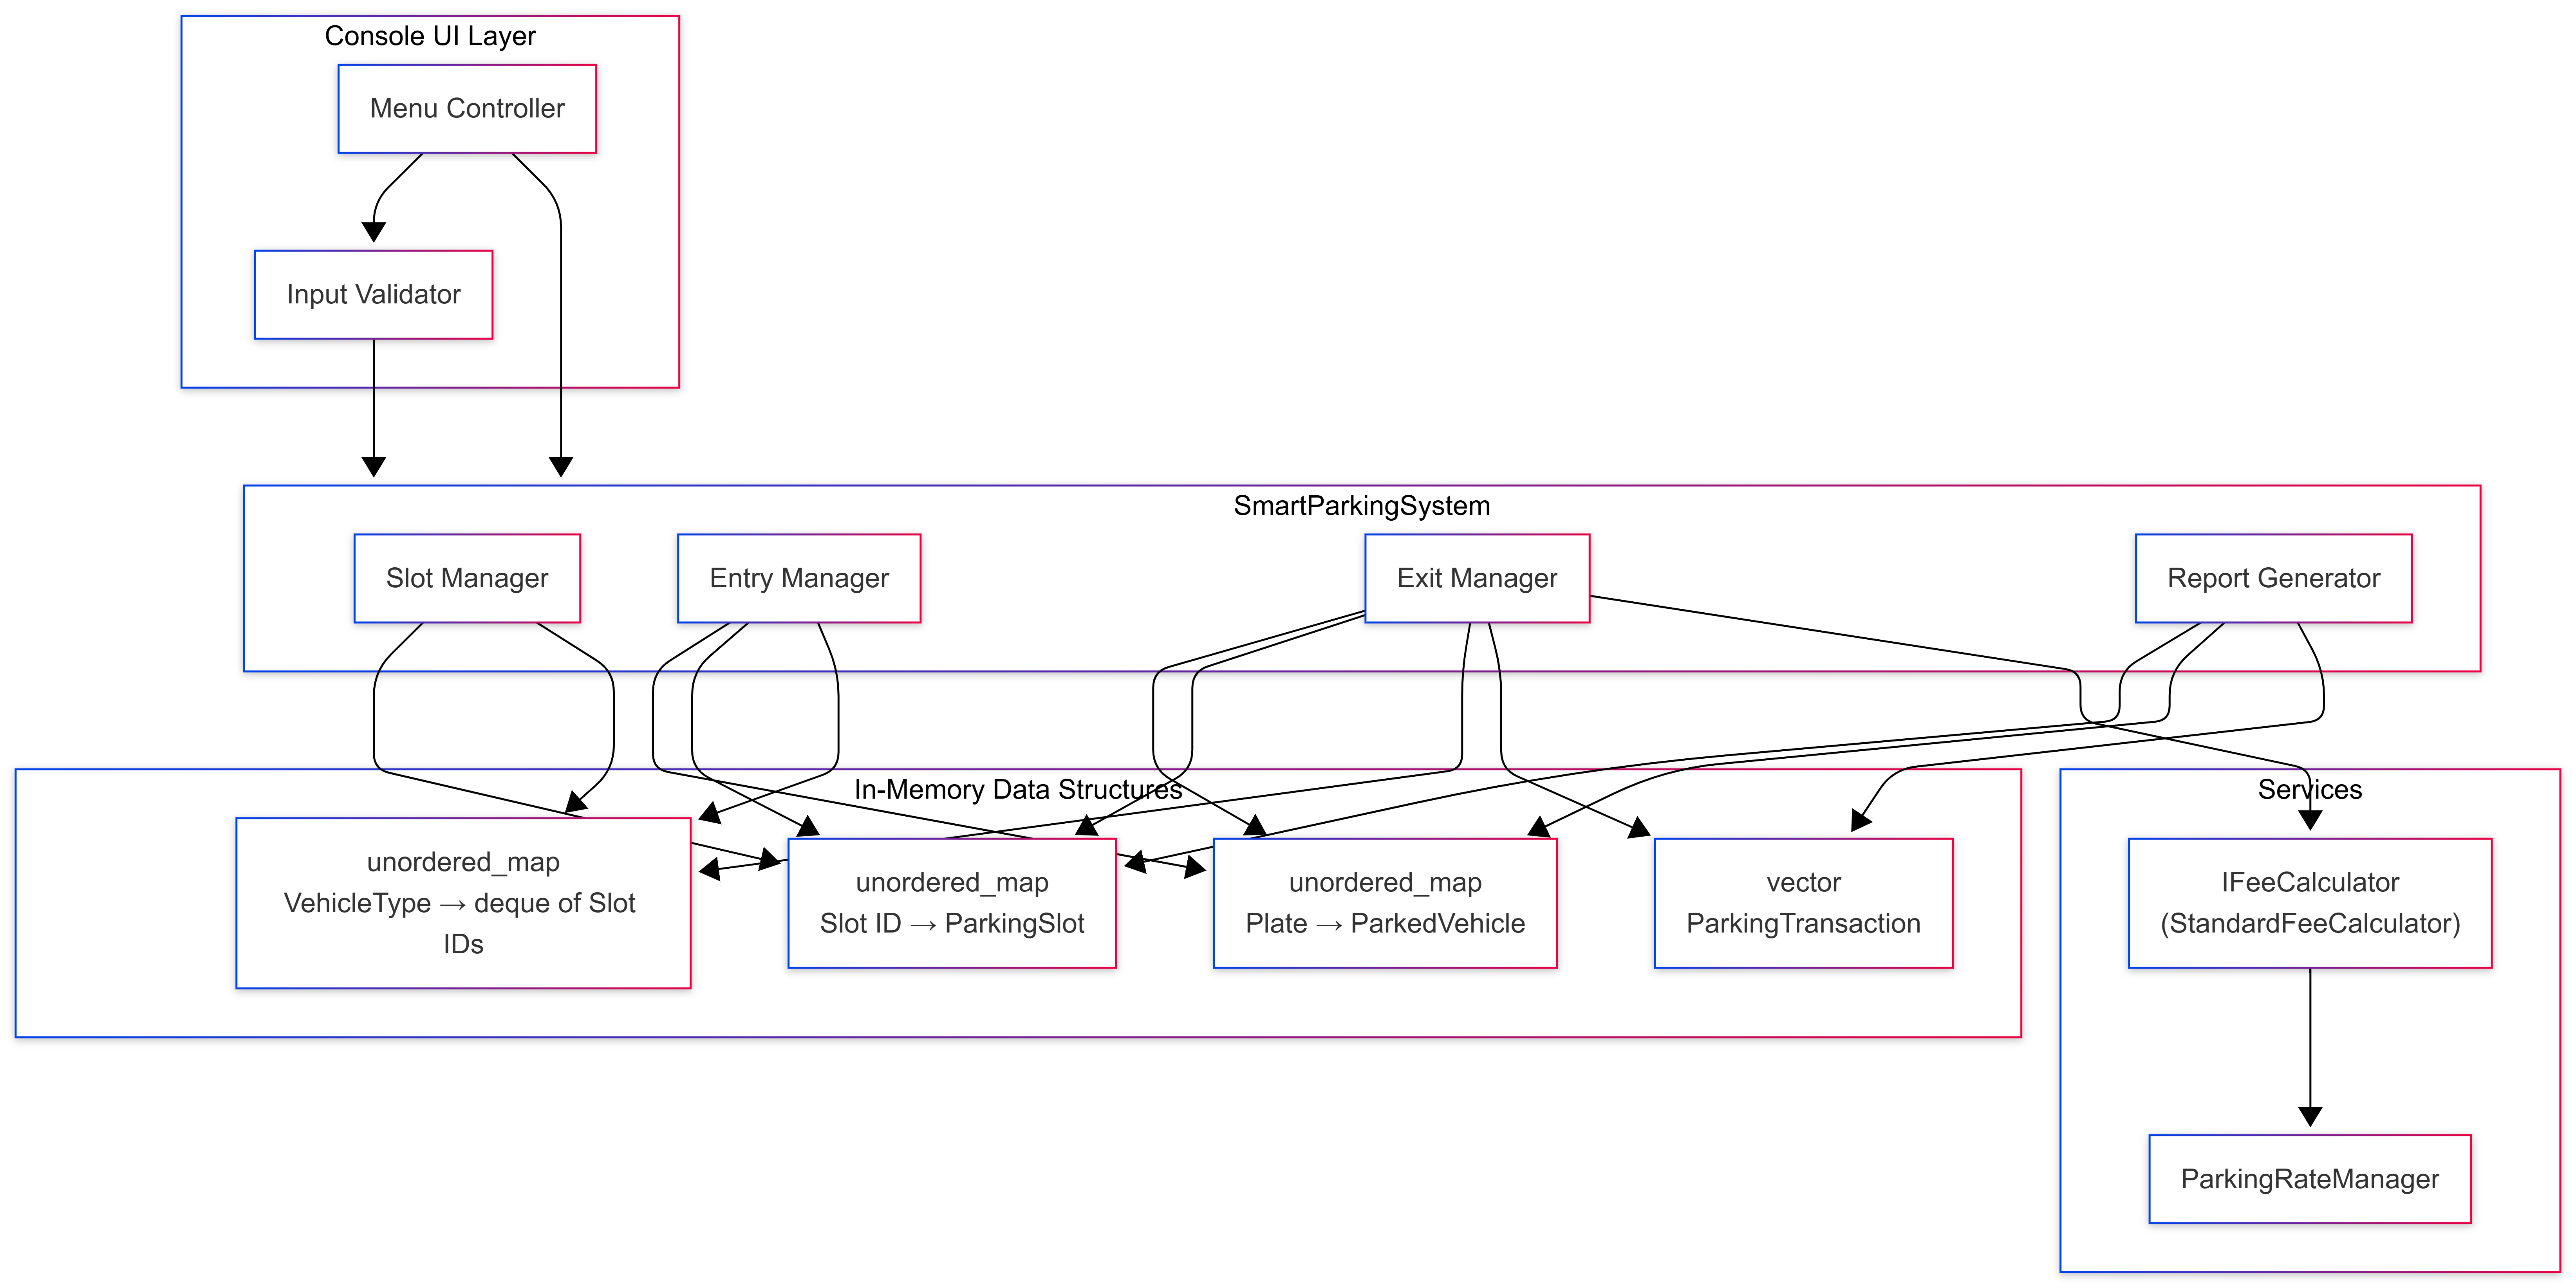 Console UI Layer
Menu Controller
Input Validator
SmartParkingSystem
Slot Manager
Entry Manager
Exit Manager
Report Generator
In-Memory Data Structures
unordered_map
VehicleType → deque of Slot
IDs
unordered_map
Slot ID → ParkingSlot
unordered_map
Plate → ParkedVehicle
vector
ParkingTransaction
Services
IFeeCalculator
(StandardFeeCalculator)
ParkingRateManager